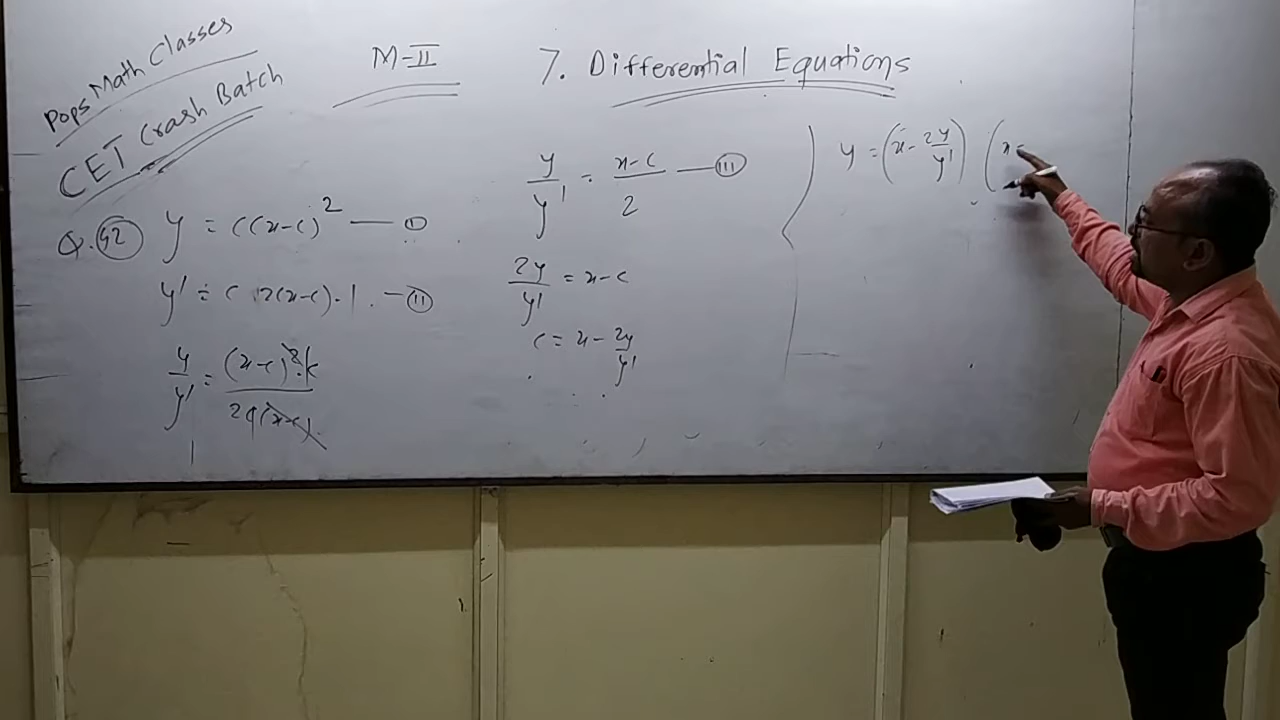 Pops Math Classes
CET Crash Batch
M-II
7. Differential Equations
Q. 42 y = c(x-c)² — I
y' = c 2(x-c)·1. — II
y/y' = (x-c)²·c / 2c(x-c)
y/y' = (x-c)/2 — III
2y/y' = x-c
c = x - 2y/y'
y = (x - 2y/y') (x -